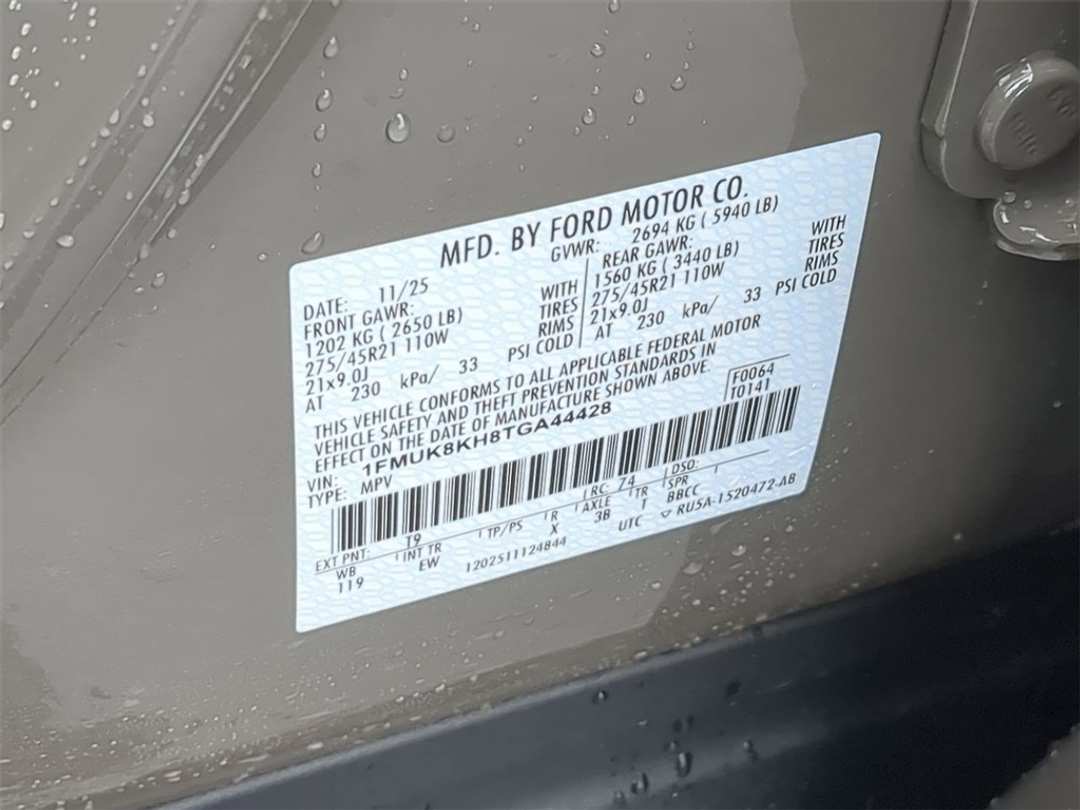 MFD. BY FORD MOTOR CO.
DATE: 11/25
GVWR: 2694 KG ( 5940 LB)
FRONT GAWR:
1202 KG ( 2650 LB) WITH
275/45R21 110W TIRES
21x9.0J RIMS
AT 230 kPa/ 33 PSI COLD
REAR GAWR:
1560 KG ( 3440 LB) WITH
275/45R21 110W TIRES
21x9.0J RIMS
AT 230 kPa/ 33 PSI COLD
THIS VEHICLE CONFORMS TO ALL APPLICABLE FEDERAL MOTOR
VEHICLE SAFETY AND THEFT PREVENTION STANDARDS IN
EFFECT ON THE DATE OF MANUFACTURE SHOWN ABOVE.
F0064
T0141
VIN: 1FMUK8KH8TGA44428
TYPE: MPV
EXT PNT: T9 RC: 74 DSO:
WB INT TR TP/PS R AXLE TR SPR
119 EW X 3B T BBCC
1202511124844 UTC ▽ RU5A-1520472-AB